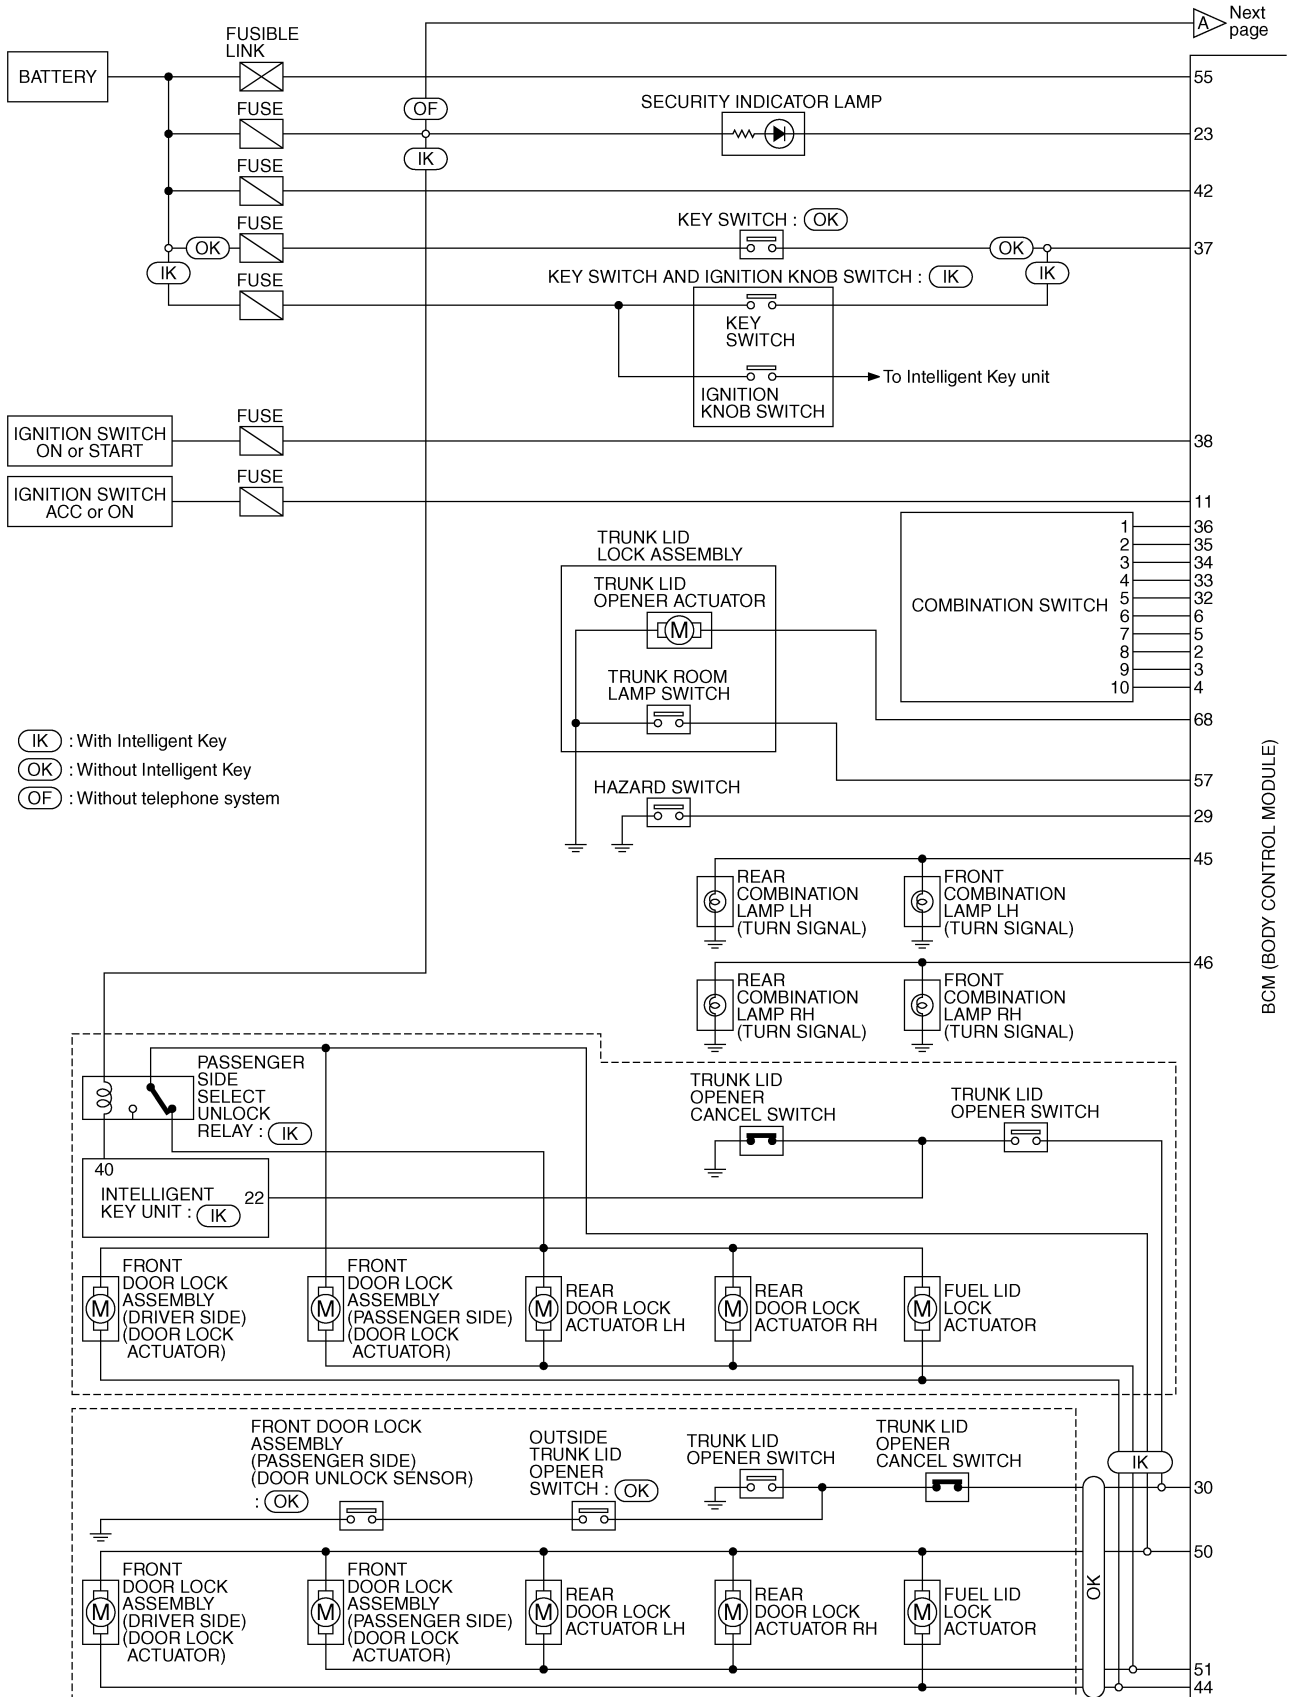 A
Next
page
FUSIBLE
LINK
BATTERY
55
OF
FUSE
SECURITY INDICATOR LAMP
23
IK
FUSE
42
FUSE
KEY SWITCH : OK
OK
OK
37
IK
FUSE
KEY SWITCH AND IGNITION KNOB SWITCH : IK
IK
KEY
SWITCH
To Intelligent Key unit
IGNITION
KNOB SWITCH
IGNITION SWITCH
ON or START
FUSE
38
IGNITION SWITCH
ACC or ON
FUSE
11
COMBINATION SWITCH
1 36
2 35
3 34
4 33
5 32
6 6
7 5
8 2
9 3
10 4
TRUNK LID
LOCK ASSEMBLY
TRUNK LID
OPENER ACTUATOR
M
TRUNK ROOM
LAMP SWITCH
68
IK : With Intelligent Key
OK : Without Intelligent Key
OF : Without telephone system
57
HAZARD SWITCH
29
BCM (BODY CONTROL MODULE)
45
REAR
COMBINATION
LAMP LH
(TURN SIGNAL)
FRONT
COMBINATION
LAMP LH
(TURN SIGNAL)
46
REAR
COMBINATION
LAMP RH
(TURN SIGNAL)
FRONT
COMBINATION
LAMP RH
(TURN SIGNAL)
PASSENGER
SIDE
SELECT
UNLOCK
RELAY : IK
TRUNK LID
OPENER
CANCEL SWITCH
TRUNK LID
OPENER SWITCH
40
INTELLIGENT
KEY UNIT : IK
22
M
FRONT
DOOR LOCK
ASSEMBLY
(DRIVER SIDE)
(DOOR LOCK
ACTUATOR)
M
FRONT
DOOR LOCK
ASSEMBLY
(PASSENGER SIDE)
(DOOR LOCK
ACTUATOR)
M
REAR
DOOR LOCK
ACTUATOR LH
M
REAR
DOOR LOCK
ACTUATOR RH
M
FUEL LID
LOCK
ACTUATOR
FRONT DOOR LOCK
ASSEMBLY
(PASSENGER SIDE)
(DOOR UNLOCK SENSOR)
: OK
OUTSIDE
TRUNK LID
OPENER
SWITCH : OK
TRUNK LID
OPENER SWITCH
TRUNK LID
OPENER
CANCEL SWITCH
IK
30
50
OK
M
FRONT
DOOR LOCK
ASSEMBLY
(DRIVER SIDE)
(DOOR LOCK
ACTUATOR)
M
FRONT
DOOR LOCK
ASSEMBLY
(PASSENGER SIDE)
(DOOR LOCK
ACTUATOR)
M
REAR
DOOR LOCK
ACTUATOR LH
M
REAR
DOOR LOCK
ACTUATOR RH
M
FUEL LID
LOCK
ACTUATOR
51
44